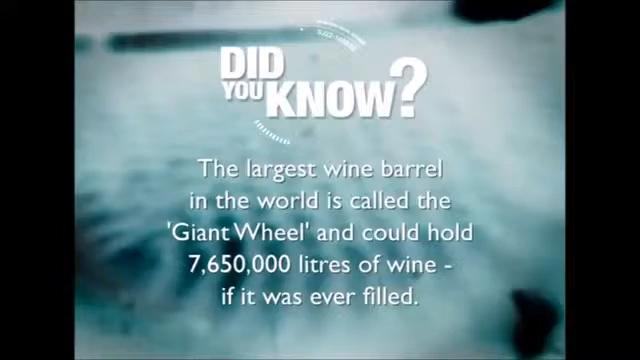 DID
YOU KNOW?
The largest wine barrel
in the world is called the
'Giant Wheel' and could hold
7,650,000 litres of wine -
if it was ever filled.